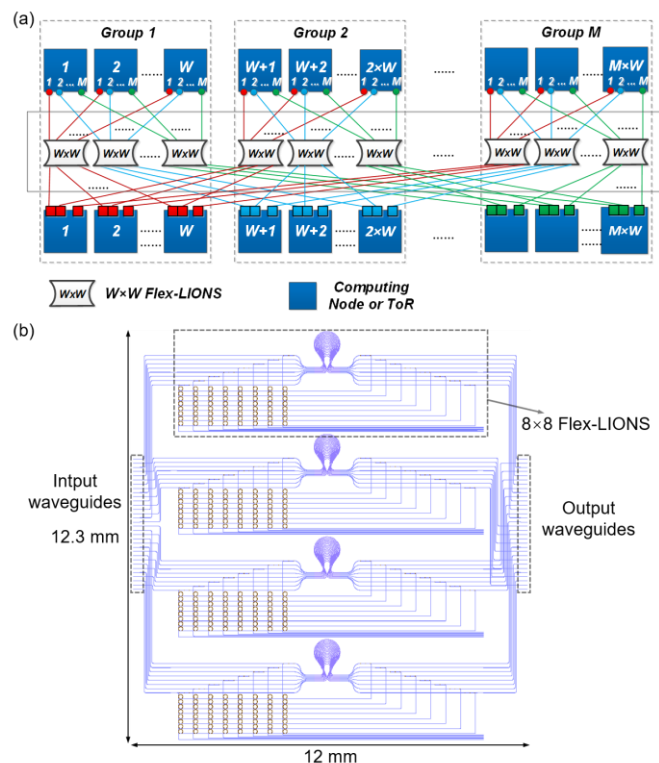 (a)
Group 1
Group 2
Group M
1 2 ...... W
W+1 W+2 ...... 2×W
......
...... M×W
1 2 ... M 1 2 ... M 1 2 ... M
1 2 ... M 1 2 ... M 1 2 ... M
1 2 ... M 1 2 ... M 1 2 ... M
...... ...... ...... ...... ...... ......
W×W W×W ...... W×W
W×W W×W ...... W×W
W×W W×W ...... W×W
......
......
1 2 ...... W
W+1 W+2 ...... 2×W
......
...... M×W
W×W W×W Flex-LIONS
Computing
Node or ToR
(b)
8×8 Flex-LIONS
Intput
waveguides
12.3 mm
Output
waveguides
12 mm